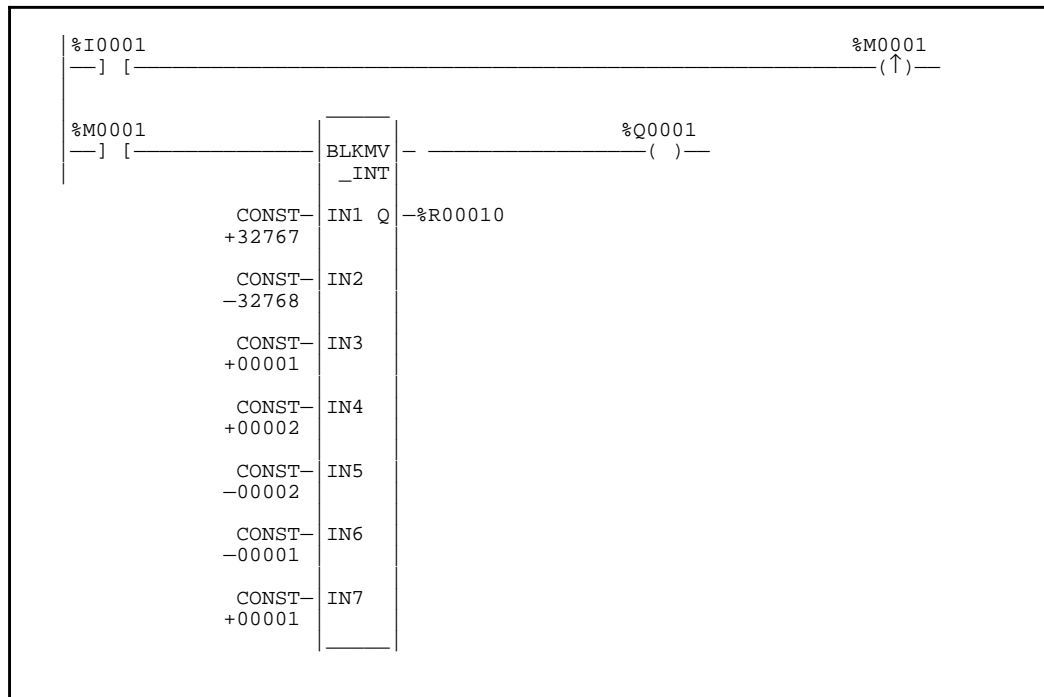 %I0001 %M0001
] [ (↑)
%M0001 %Q0001
] [ BLKMV ( )
_INT
CONST IN1 Q %R00010
+32767
CONST IN2
−32768
CONST IN3
+00001
CONST IN4
+00002
CONST IN5
−00002
CONST IN6
−00001
CONST IN7
+00001